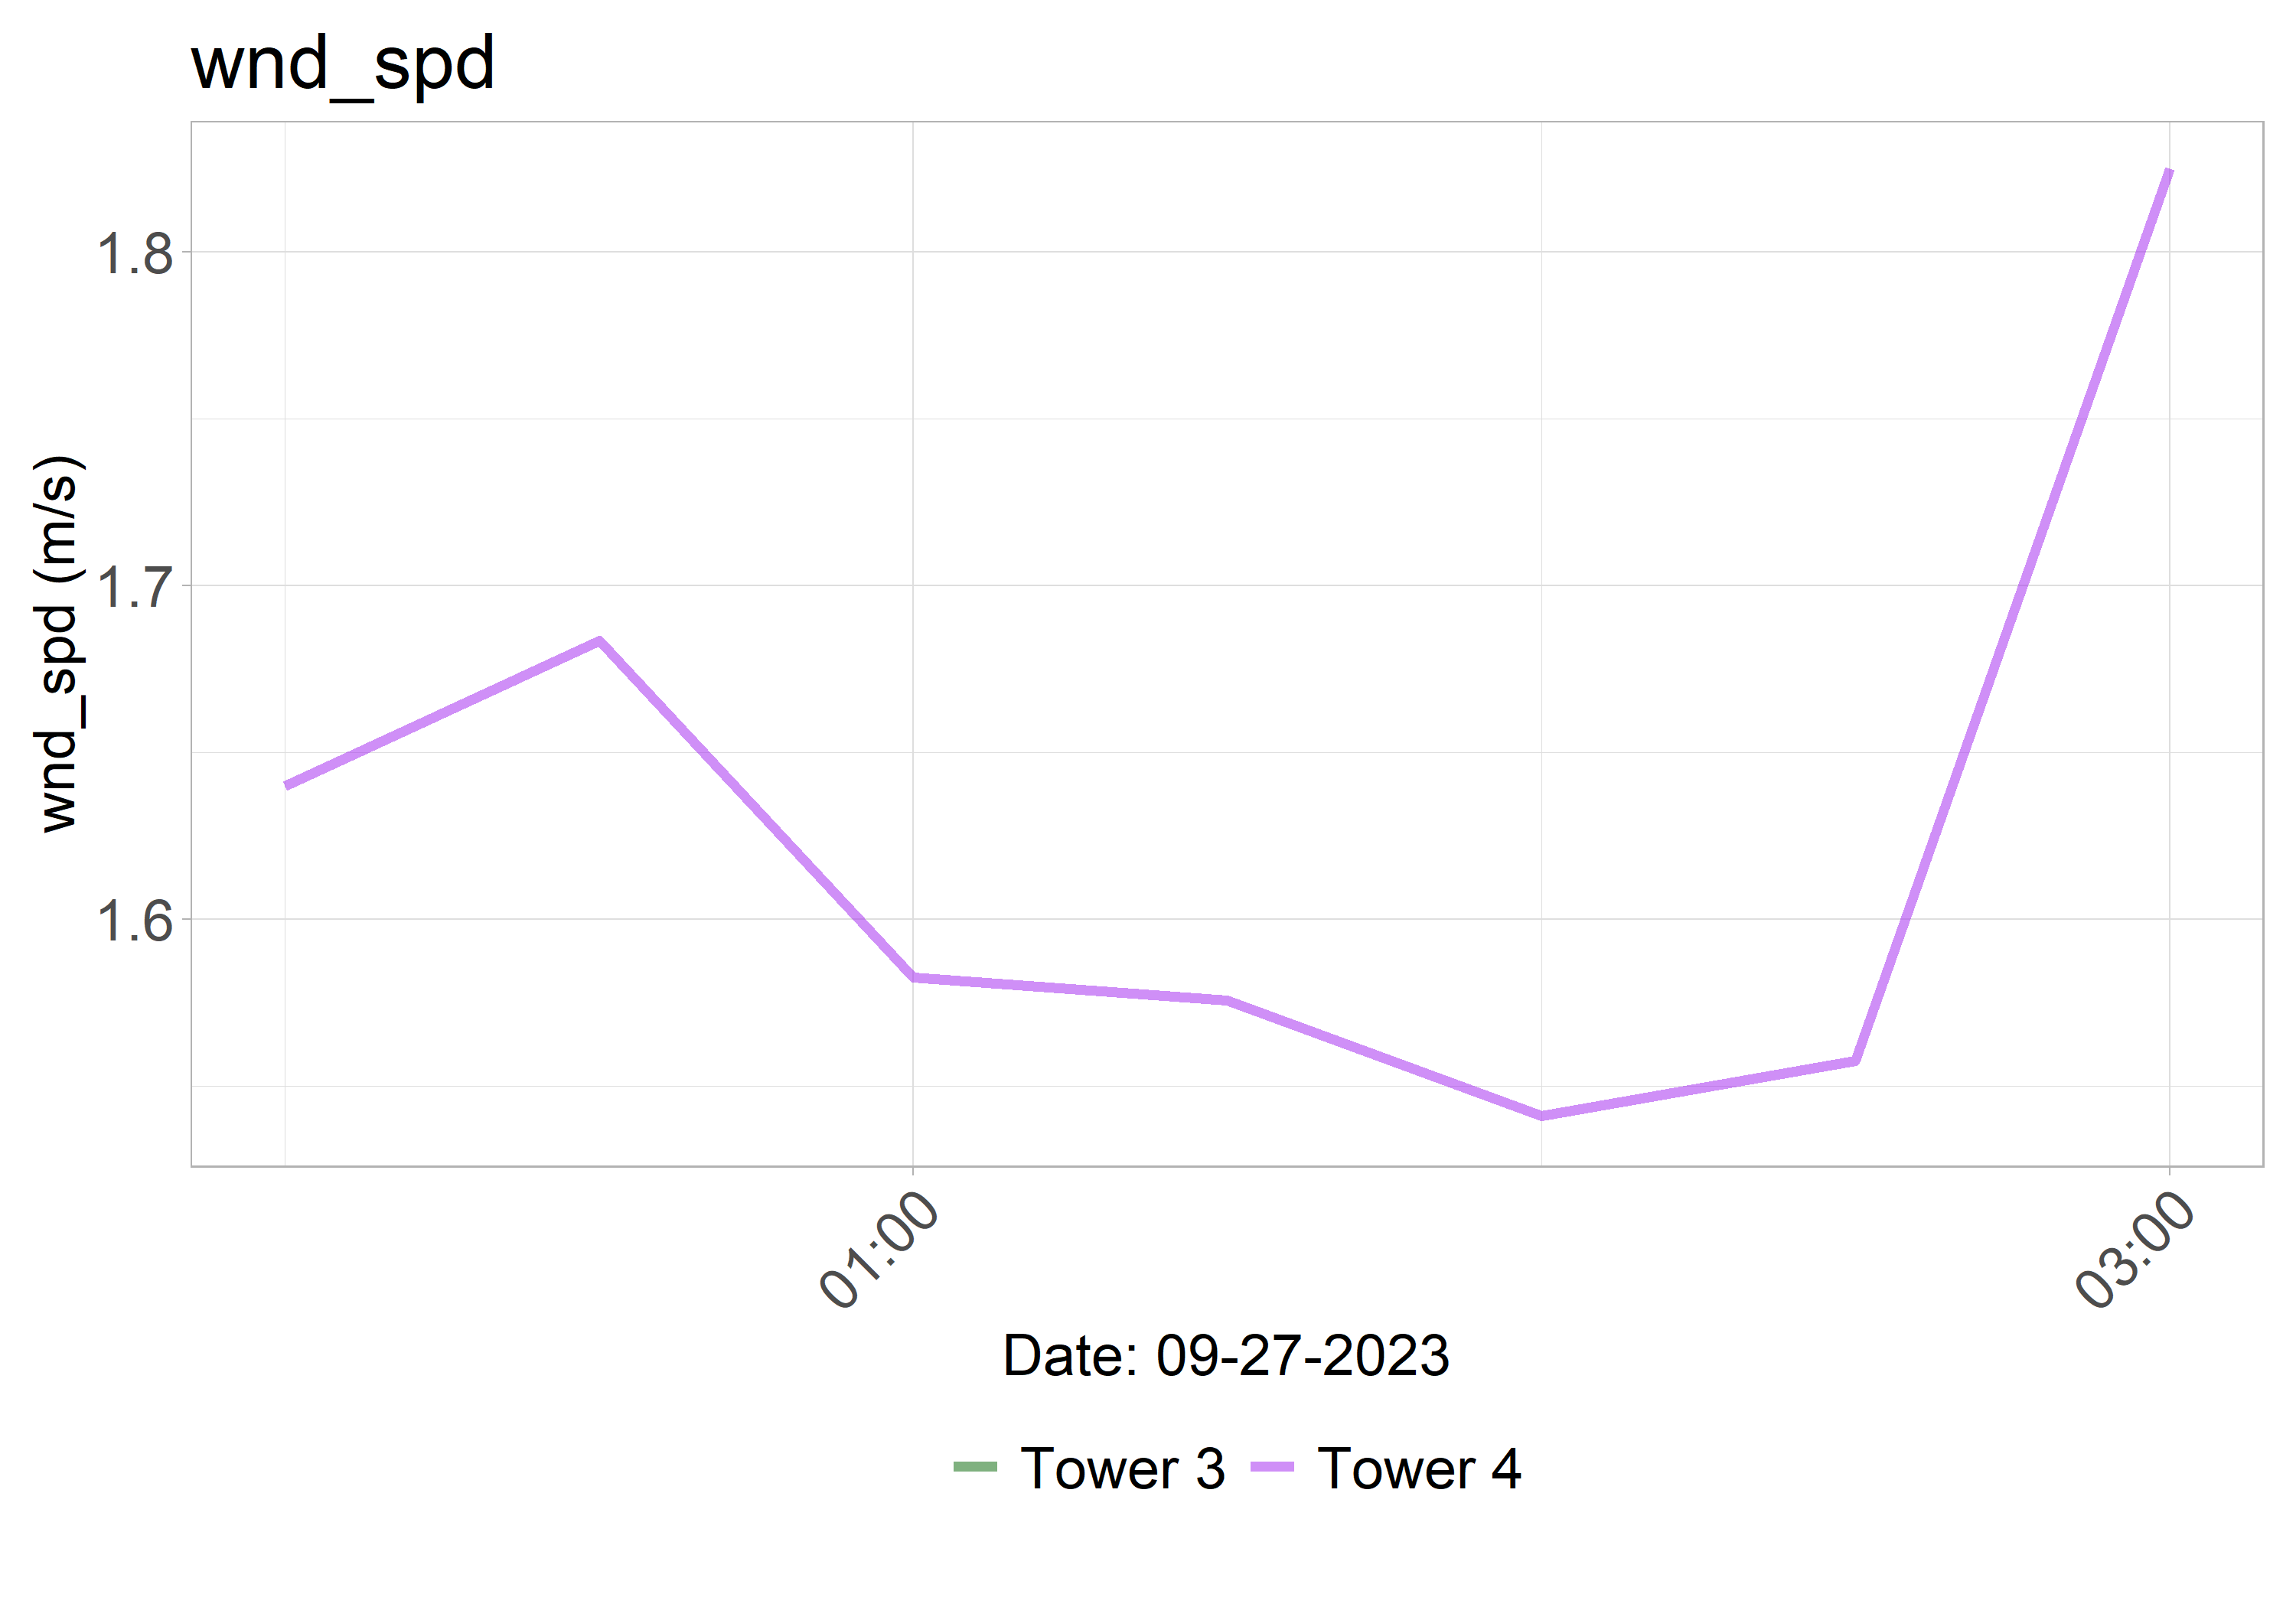 wnd_spd
wnd_spd (m/s)
1.8
1.7
1.6
01:00 03:00
Date: 09-27-2023
Tower 3 Tower 4